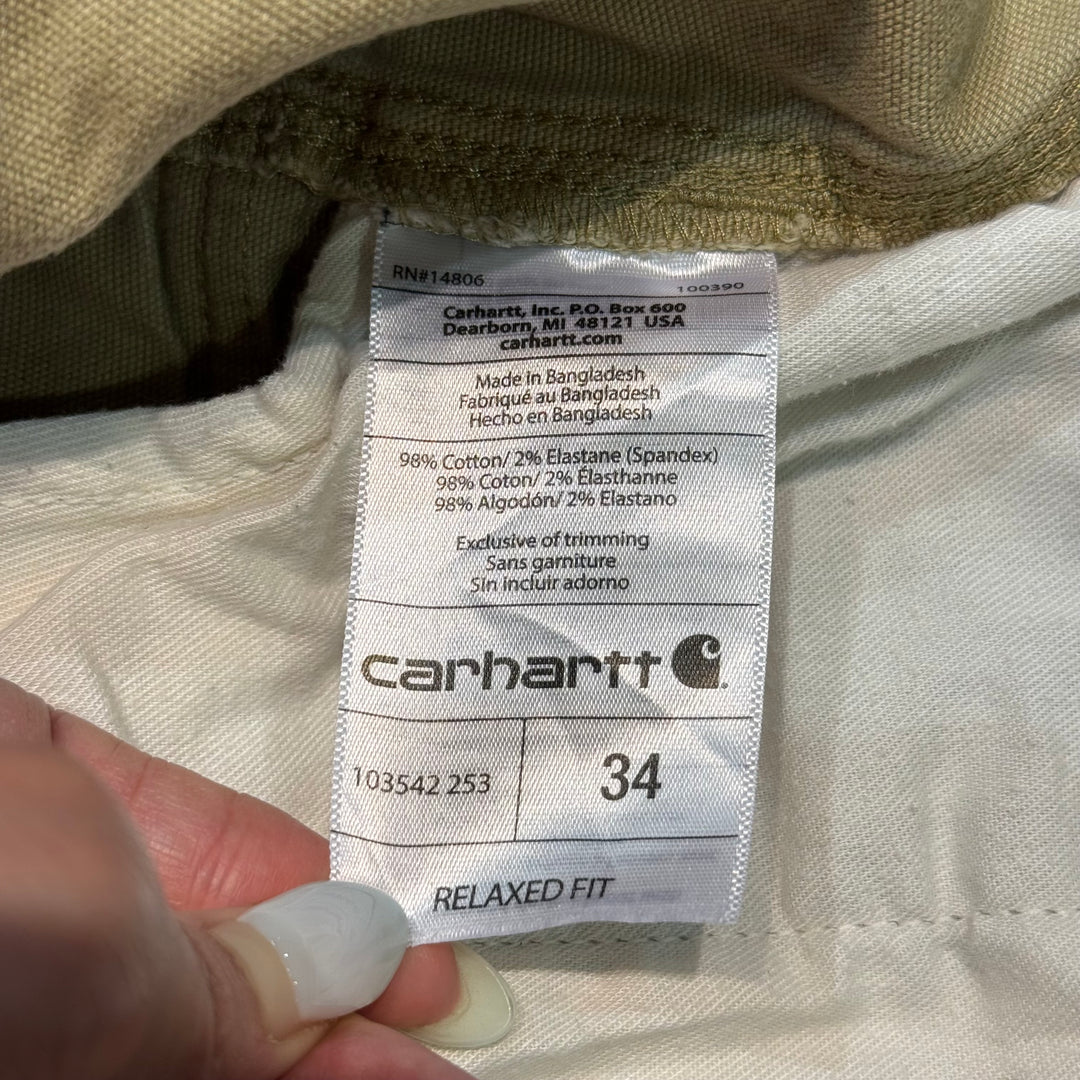 RN#14806
100390
Carhartt, Inc. P.O. Box 600
Dearborn, MI 48121 USA
carhartt.com
Made in Bangladesh
Fabriqué au Bangladesh
Hecho en Bangladesh
98% Cotton/ 2% Elastane (Spandex)
98% Coton/ 2% Élasthanne
98% Algodón/ 2% Elastano
Exclusive of trimming
Sans garniture
Sin incluir adorno
carhartt
103542 253
34
RELAXED FIT